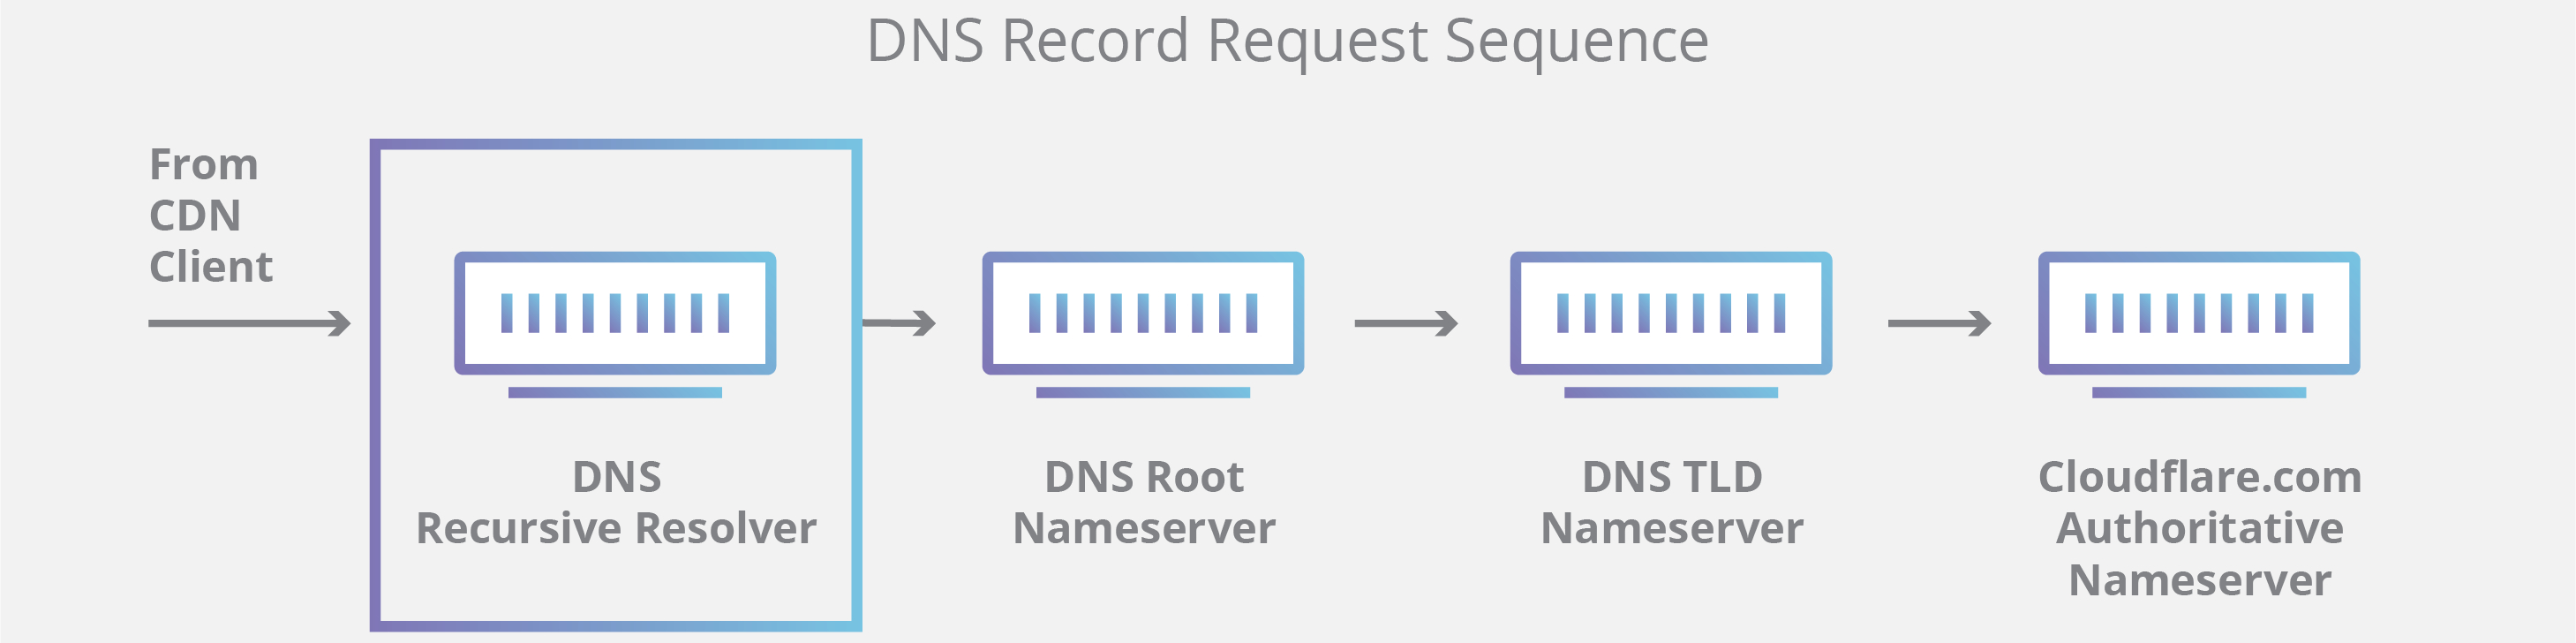 DNS Record Request Sequence
From
CDN
Client
DNS
Recursive Resolver
DNS Root
Nameserver
DNS TLD
Nameserver
Cloudflare.com
Authoritative
Nameserver